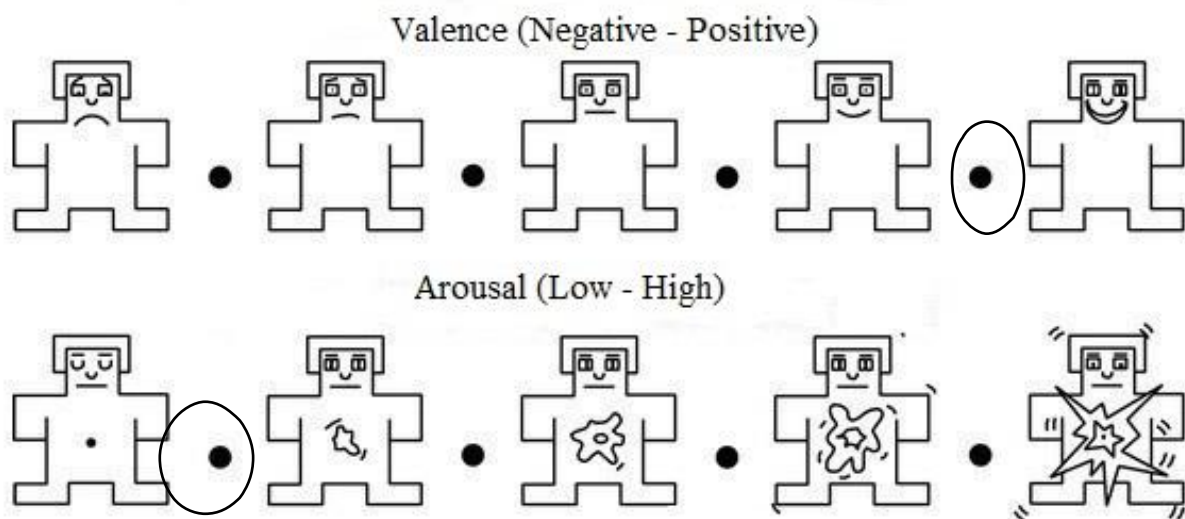 Valence (Negative - Positive)
Arousal (Low - High)